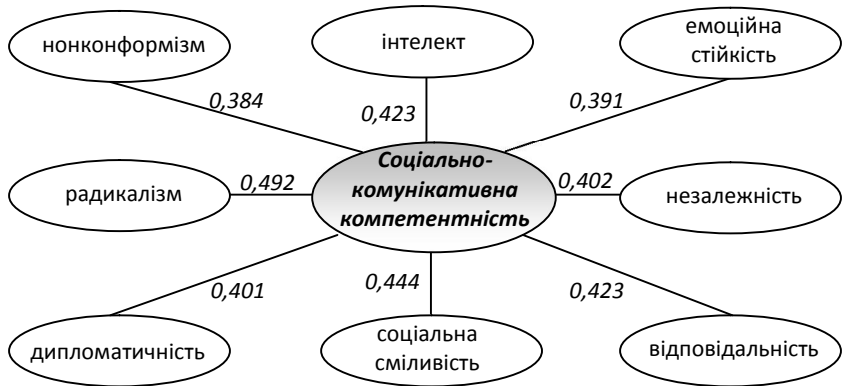 нонконформізм
інтелект
емоційна
стійкість
0,384
0,423
0,391
Соціально-
комунікативна
компетентність
радикалізм
0,492
0,402
незалежність
0,401
0,444
0,423
дипломатичність
соціальна
сміливість
відповідальність